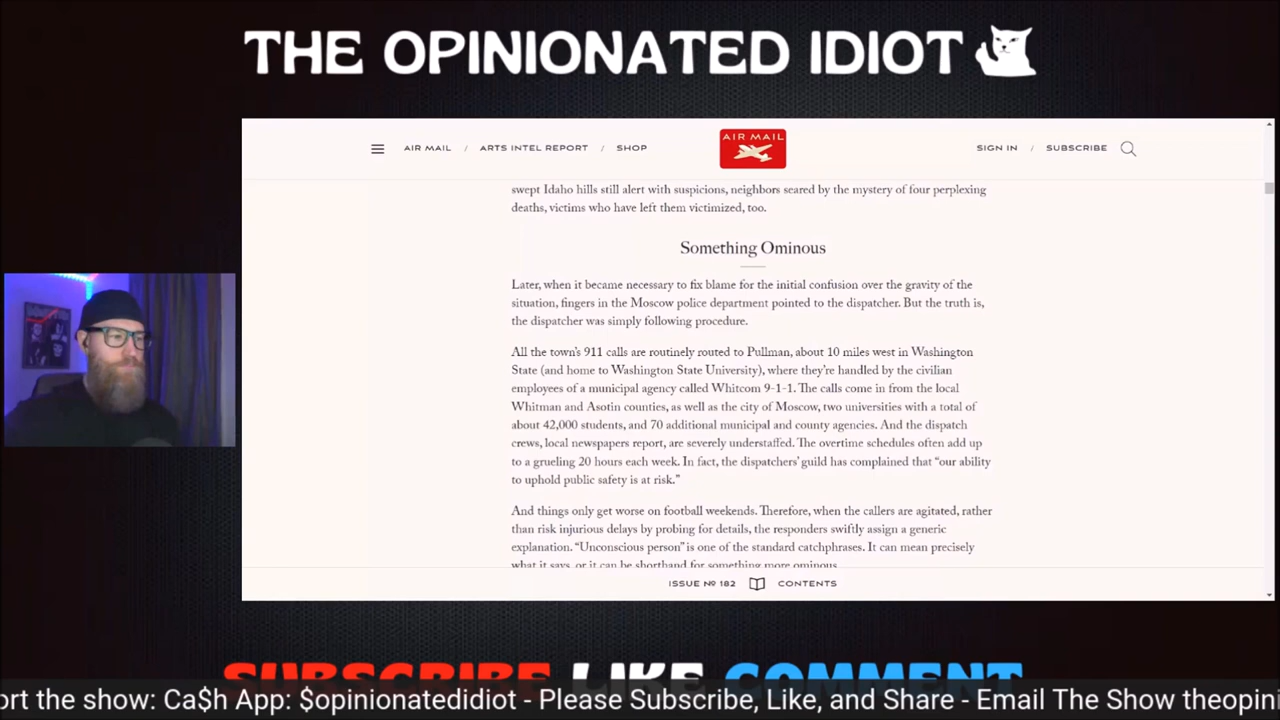 THE OPINIONATED IDIOT
AIR MAIL / ARTS INTEL REPORT / SHOP
AIR MAIL
SIGN IN / SUBSCRIBE
swept Idaho hills still alert with suspicions, neighbors scared by the mystery of four perplexing
deaths, victims who have left them victimized, too.
Something Ominous
Later, when it became necessary to fix blame for the initial confusion over the gravity of the
situation, fingers in the Moscow police department pointed to the dispatcher. But the truth is,
the dispatcher was simply following procedure.
All the town's 911 calls are routinely routed to Pullman, about 10 miles west in Washington
State (and home to Washington State University), where they're handled by the civilian
employees of a municipal agency called Whitcom 9-1-1. The calls come in from the local
Whitman and Asotin counties, as well as the city of Moscow, two universities with a total of
about 42,000 students, and 70 additional municipal and county agencies. And the dispatch
crews, local newspapers report, are severely understaffed. The overtime schedules often add up
to a grueling 20 hours each week. In fact, the dispatchers' guild has complained that “our ability
to uphold public safety is at risk.”
And things only get worse on football weekends. Therefore, when the callers are agitated, rather
than risk injurious delays by probing for details, the responders swiftly assign a generic
explanation. “Unconscious person” is one of the standard catchphrases. It can mean precisely
what it says, or it can be shorthand for something more ominous.
ISSUE Nº 182 CONTENTS
SUBSCRIBE LIKE COMMENT
ort the show: Ca$h App: $opinionatedidiot - Please Subscribe, Like, and Share - Email The Show theopini